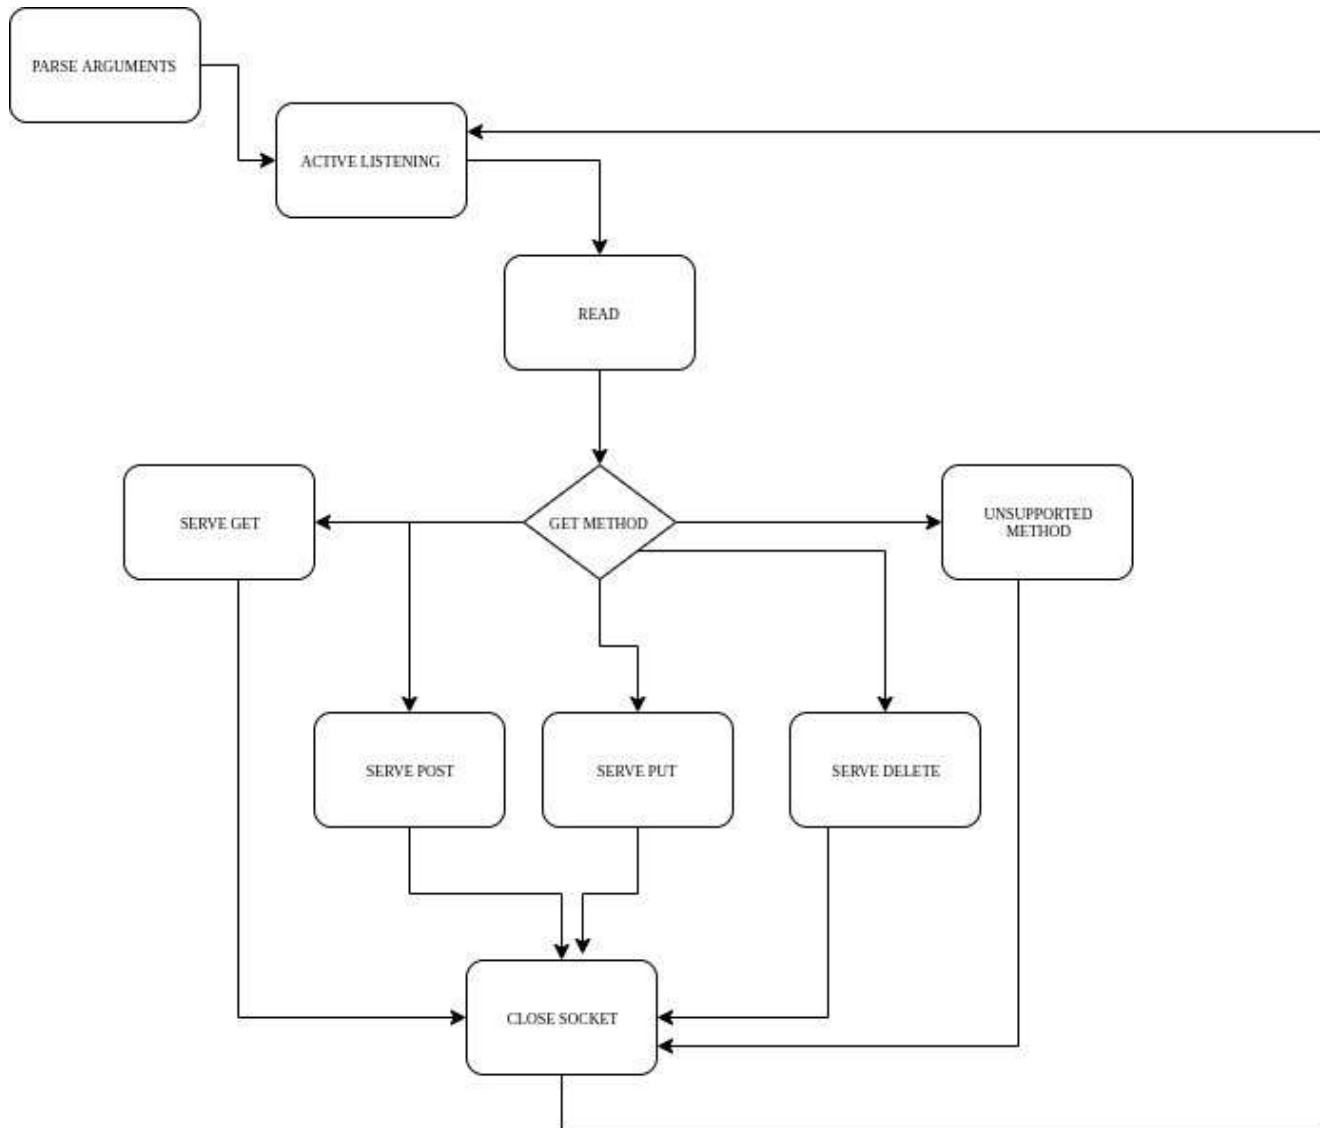 PARSE ARGUMENTS
ACTIVE LISTENING
READ
SERVE GET
GET METHOD
UNSUPPORTED
METHOD
SERVE POST
SERVE PUT
SERVE DELETE
CLOSE SOCKET